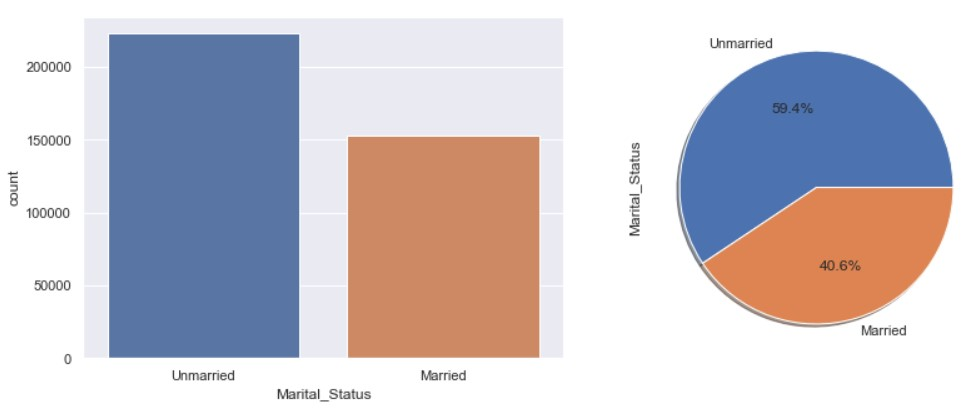 200000
150000
100000
50000
0
count
Unmarried
Married
Marital_Status
Unmarried
59.4%
Marital_Status
40.6%
Married